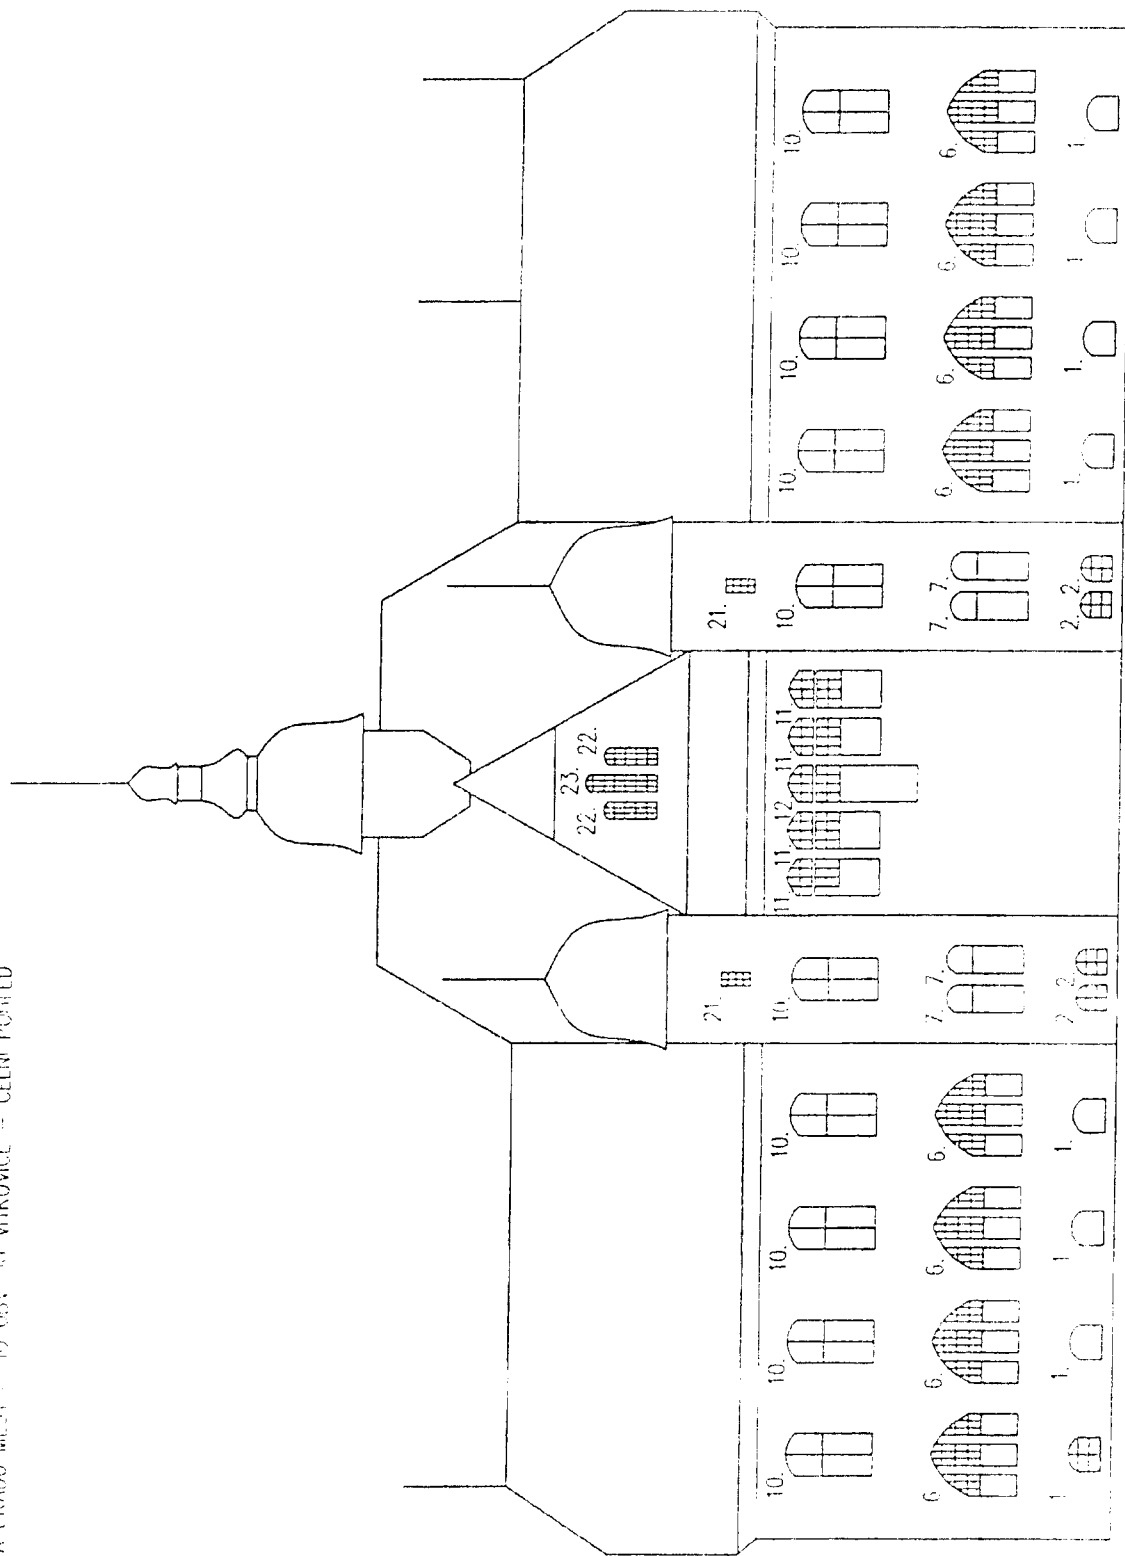 VÍTKOVICE - ČELNÍ POHLED
22. 23. 22.
21. 21.
10. 10. 10. 10. 10. 11. 11. 12. 11. 11. 10. 10. 10. 10. 10.
6. 6. 6. 6. 7. 7. 7. 7. 6. 6. 6. 6.
1. 1. 1. 1. 2. 2. 2. 2. 1. 1. 1. 1.